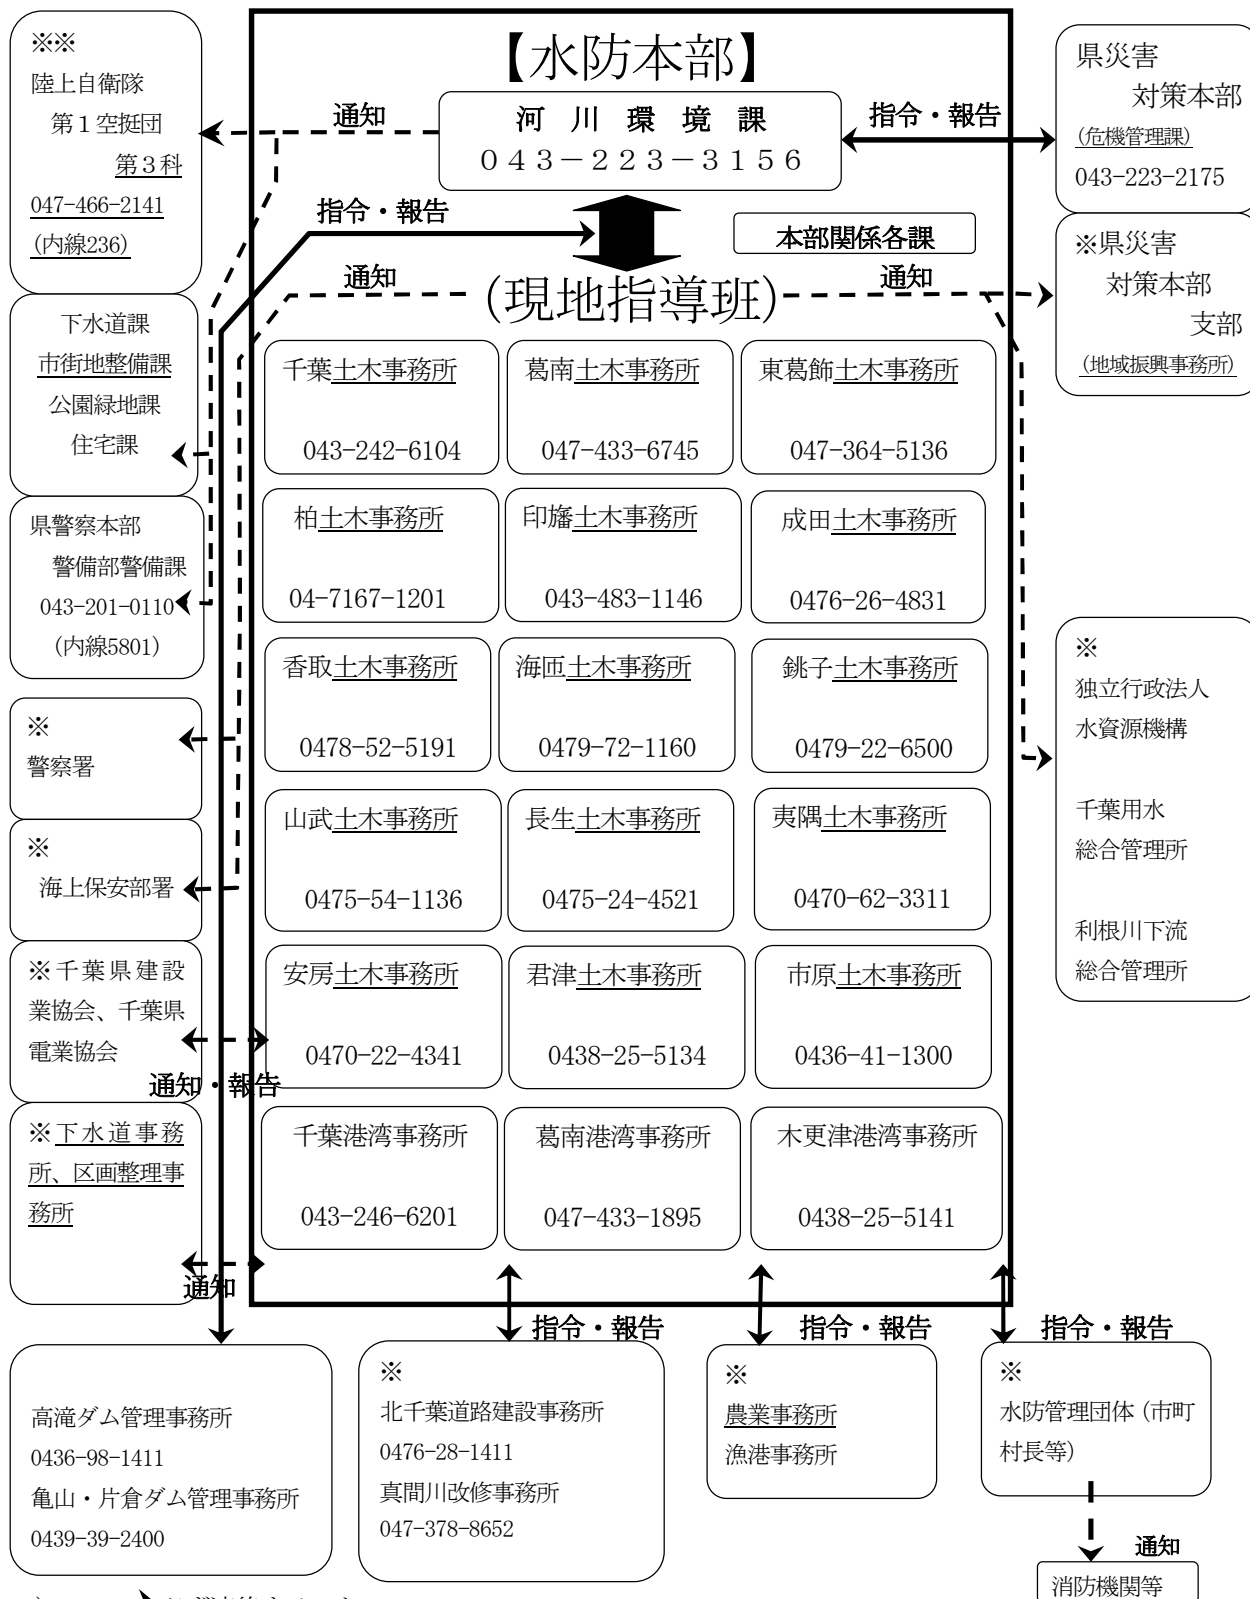 ※※
陸上自衛隊
第１空挺団
第３科
047-466-2141
(内線236)
下水道課
市街地整備課
公園緑地課
住宅課
県警察本部
警備部警備課
043-201-0110
(内線5801)
※
警察署
※
海上保安部署
※千葉県建設
業協会、千葉県
電業協会
通知・報告
※下水道事務
所、区画整理事
務所
通知
【水防本部】
河川環境課
０４３－２２３－３１５６
通知
指令・報告
指令・報告
本部関係各課
通知
(現地指導班)
通知
千葉土木事務所
043-242-6104
葛南土木事務所
047-433-6745
東葛飾土木事務所
047-364-5136
柏土木事務所
04-7167-1201
印旛土木事務所
043-483-1146
成田土木事務所
0476-26-4831
香取土木事務所
0478-52-5191
海匝土木事務所
0479-72-1160
銚子土木事務所
0479-22-6500
山武土木事務所
0475-54-1136
長生土木事務所
0475-24-4521
夷隅土木事務所
0470-62-3311
安房土木事務所
0470-22-4341
君津土木事務所
0438-25-5134
市原土木事務所
0436-41-1300
千葉港湾事務所
043-246-6201
葛南港湾事務所
047-433-1895
木更津港湾事務所
0438-25-5141
県災害
対策本部
(危機管理課)
043-223-2175
※県災害
対策本部
支部
(地域振興事務所)
※
独立行政法人
水資源機構
千葉用水
総合管理所
利根川下流
総合管理所
高滝ダム管理事務所
0436-98-1411
亀山・片倉ダム管理事務所
0439-39-2400
指令・報告
※
北千葉道路建設事務所
0476-28-1411
真間川改修事務所
047-378-8652
指令・報告
※
農業事務所
漁港事務所
指令・報告
※
水防管理団体（市町
村長等）
通知
消防機関等